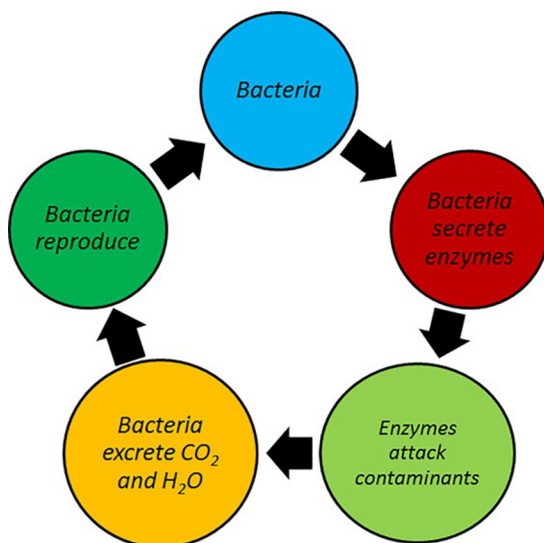 Bacteria
Bacteria
secrete
enzymes
Enzymes
attack
contaminants
Bacteria
excrete CO₂
and H₂O
Bacteria
reproduce